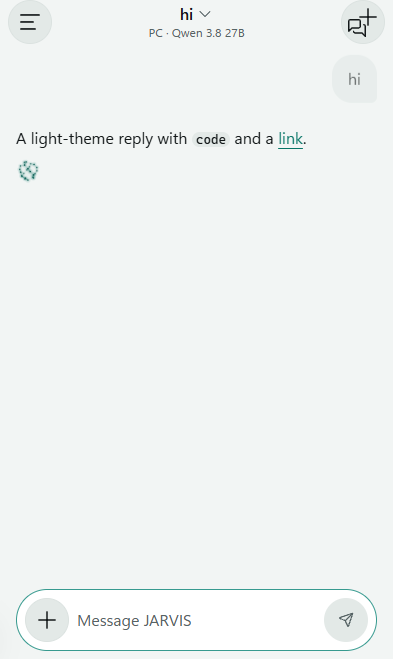 hi
PC · Qwen 3.8 27B
hi
A light-theme reply with code and a link.
Message JARVIS